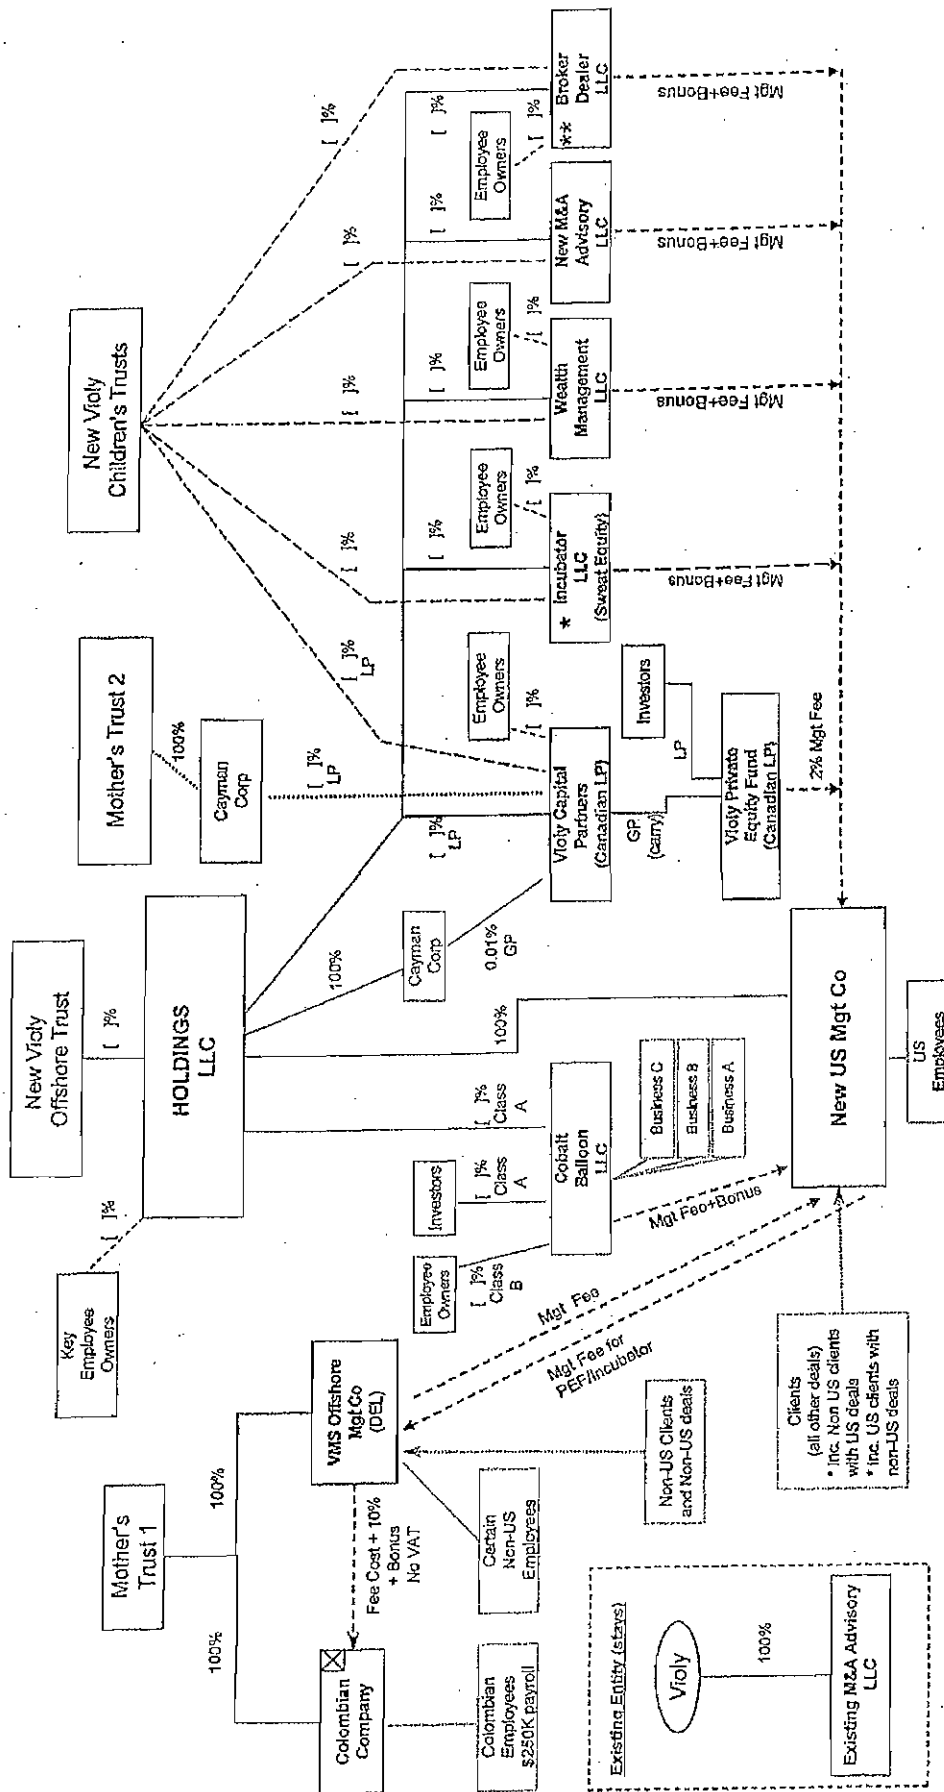 Mother's
Trust 1
100%
100%
Colombian
Company
Colombian
Employees
$250K payroll
Fee Cost + 10%
+ Bonus
No VAT
VMS Offshore
Mgt Co
(DEL)
Certain
Non-US
Employees
Non-US Clients
and Non-US deals
Mgt Fee
Mgt Fee for
PEF/Incubator
Existing Entity (stays)
Violy
100%
Existing M&A Advisory
LLC
Clients
(all other deals)
* Inc. Non US clients
with US deals
* Inc. US clients with
non-US deals
Key
Employee
Owners
[ ]%
New Violy
Offshore Trust
[ ]%
HOLDINGS
LLC
Employee
Owners
[ ]%
Class
B
Investors
[ ]%
Class
A
[ ]%
Class
A
Cobalt
Balloon
LLC
Business C
Business B
Business A
Mgt Fee+Bonus
100%
New US Mgt Co
US
Employees
100%
Cayman
Corp
0.01%
GP
[ ]%
LP
Mother's Trust 2
100%
Cayman
Corp
[ ]%
LP
[ ]%
LP
Violy Capital
Partners
(Canadian LP)
Employee
Owners
[ ]%
GP
(carry)
LP
Investors
Violy Private
Equity Fund
(Canadian LP)
2% Mgt Fee
New Violy
Children's Trusts
[ ]%
[ ]%
[ ]%
[ ]%
[ ]%
[ ]%
[ ]%
[ ]%
* Incubator
LLC
(Sweat Equity)
Employee
Owners
[ ]%
Mgt Fee+Bonus
Wealth
Management
LLC
Employee
Owners
[ ]%
Mgt Fee+Bonus
New M&A
Advisory
LLC
Mgt Fee+Bonus
Employee
Owners
[ ]%
** Broker
Dealer
LLC
Mgt Fee+Bonus